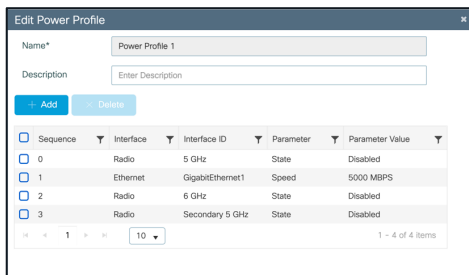 Edit Power Profile ×
Name* Power Profile 1
Description Enter Description
+ Add × Delete
Sequence Interface Interface ID Parameter Parameter Value
0 Radio 5 GHz State Disabled
1 Ethernet GigabitEthernet1 Speed 5000 MBPS
2 Radio 6 GHz State Disabled
3 Radio Secondary 5 GHz State Disabled
1 10 1 - 4 of 4 items